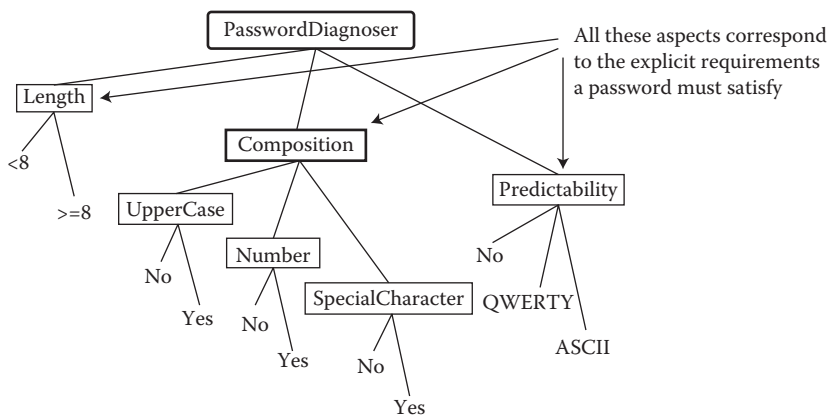 PasswordDiagnoser
All these aspects correspond
to the explicit requirements
a password must satisfy
Length
<8
>=8
Composition
UpperCase
No
Yes
Number
No
Yes
SpecialCharacter
No
Yes
Predictability
No
QWERTY
ASCII